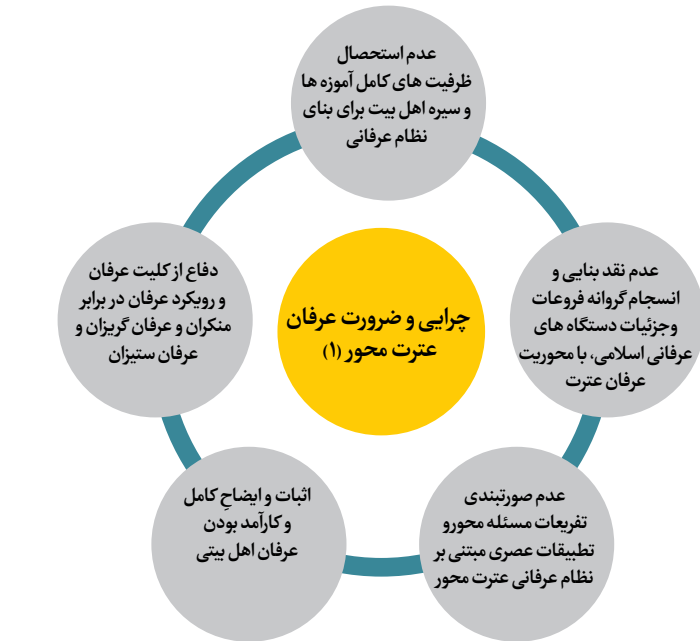 عدم استحصال
ظرفیت های کامل آموزه ها
و سیره اهل بیت برای بنای
نظام عرفانی
عدم نقد بنایی و
انسجام گروانه فروعات
وجزئیات دستگاه های
عرفانی اسلامی، با محوریت
عرفان عترت
عدم صورتبندی
تفریعات مسئله محورو
تطبیقات عصری مبتنی بر
نظام عرفانی عترت محور
اثبات و ایضاحِ کامل
و کارآمد بودن
عرفان اهل بیتی
دفاع از کلیت عرفان
و رویکرد عرفان در برابر
منکران و عرفان گریزان و
عرفان ستیزان
چرایی و ضرورت عرفان
عترت محور (۱)